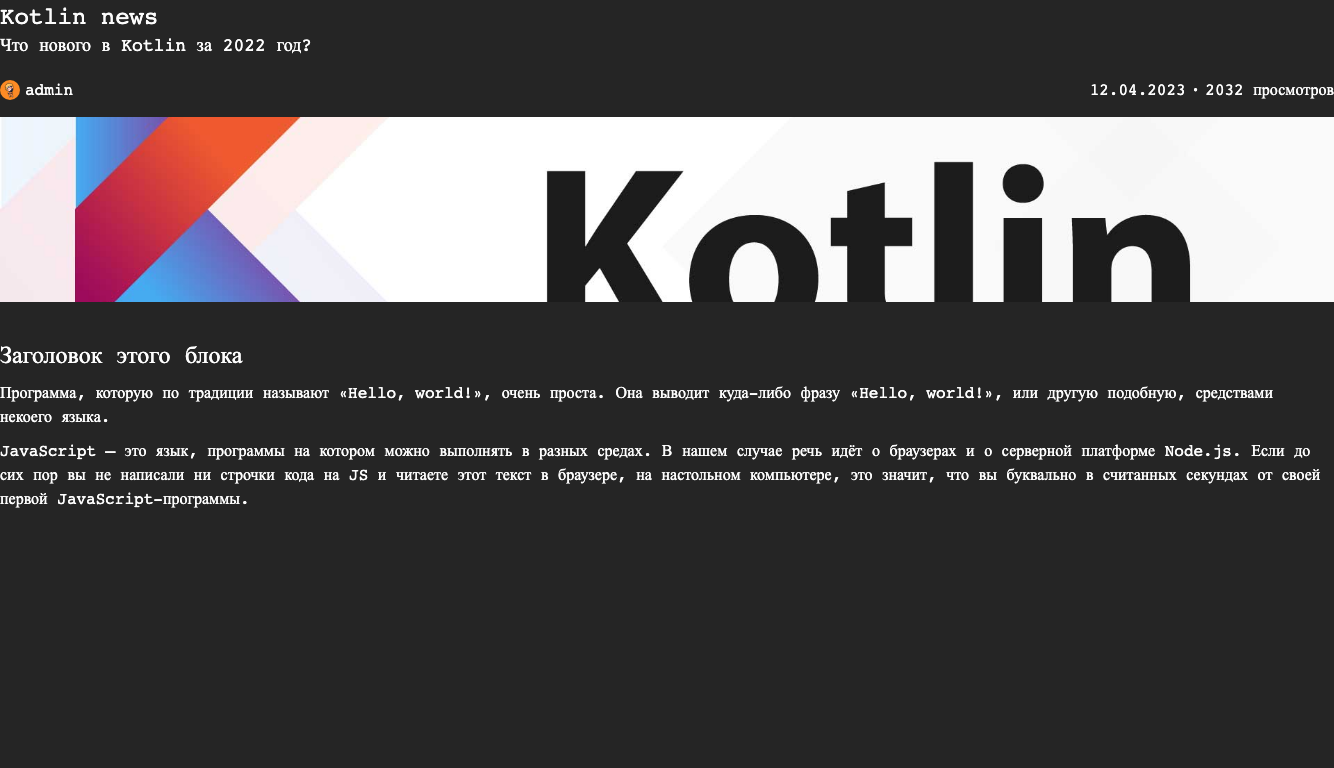 Kotlin news
Что нового в Kotlin за 2022 год?
admin
12.04.2023 • 2032 просмотров
Kotlin
Заголовок этого блока
Программа, которую по традиции называют «Hello, world!», очень проста. Она выводит куда-либо фразу «Hello, world!», или другую подобную, средствами
некоего языка.
JavaScript — это язык, программы на котором можно выполнять в разных средах. В нашем случае речь идёт о браузерах и о серверной платформе Node.js. Если до
сих пор вы не написали ни строчки кода на JS и читаете этот текст в браузере, на настольном компьютере, это значит, что вы буквально в считанных секундах от своей
первой JavaScript-программы.